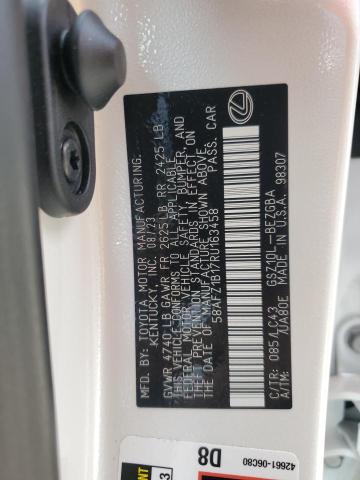 MFD. BY: TOYOTA MOTOR MANUFACTURING,
KENTUCKY, INC. 08/23
GVWR 4740 LB GAWR FR 2625 LB RR 2425 LB
THIS VEHICLE CONFORMS TO ALL APPLICABLE
FEDERAL MOTOR VEHICLE SAFETY, BUMPER, AND
THEFT PREVENTION STANDARDS IN EFFECT ON
THE DATE OF MANUFACTURE SHOWN ABOVE.
58AFZ1B17RU163458 PASS. CAR
C/TR: 085/LC43 GSZ10L-BEZGBA
A/TM: /UA80E MADE IN U.S.A. 98307
42661-06C80
D8